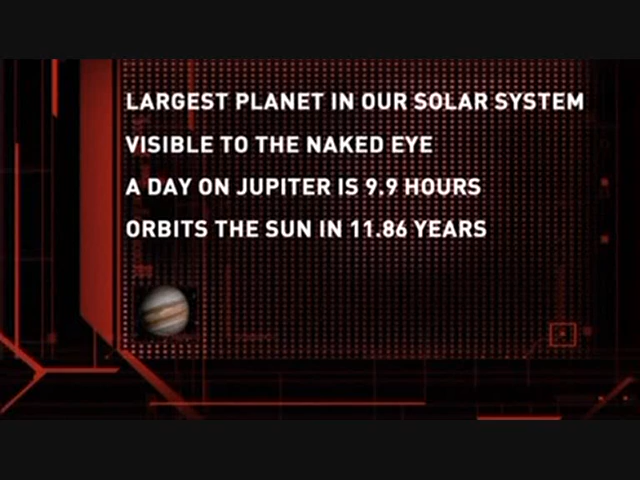 LARGEST PLANET IN OUR SOLAR SYSTEM
VISIBLE TO THE NAKED EYE
A DAY ON JUPITER IS 9.9 HOURS
ORBITS THE SUN IN 11.86 YEARS